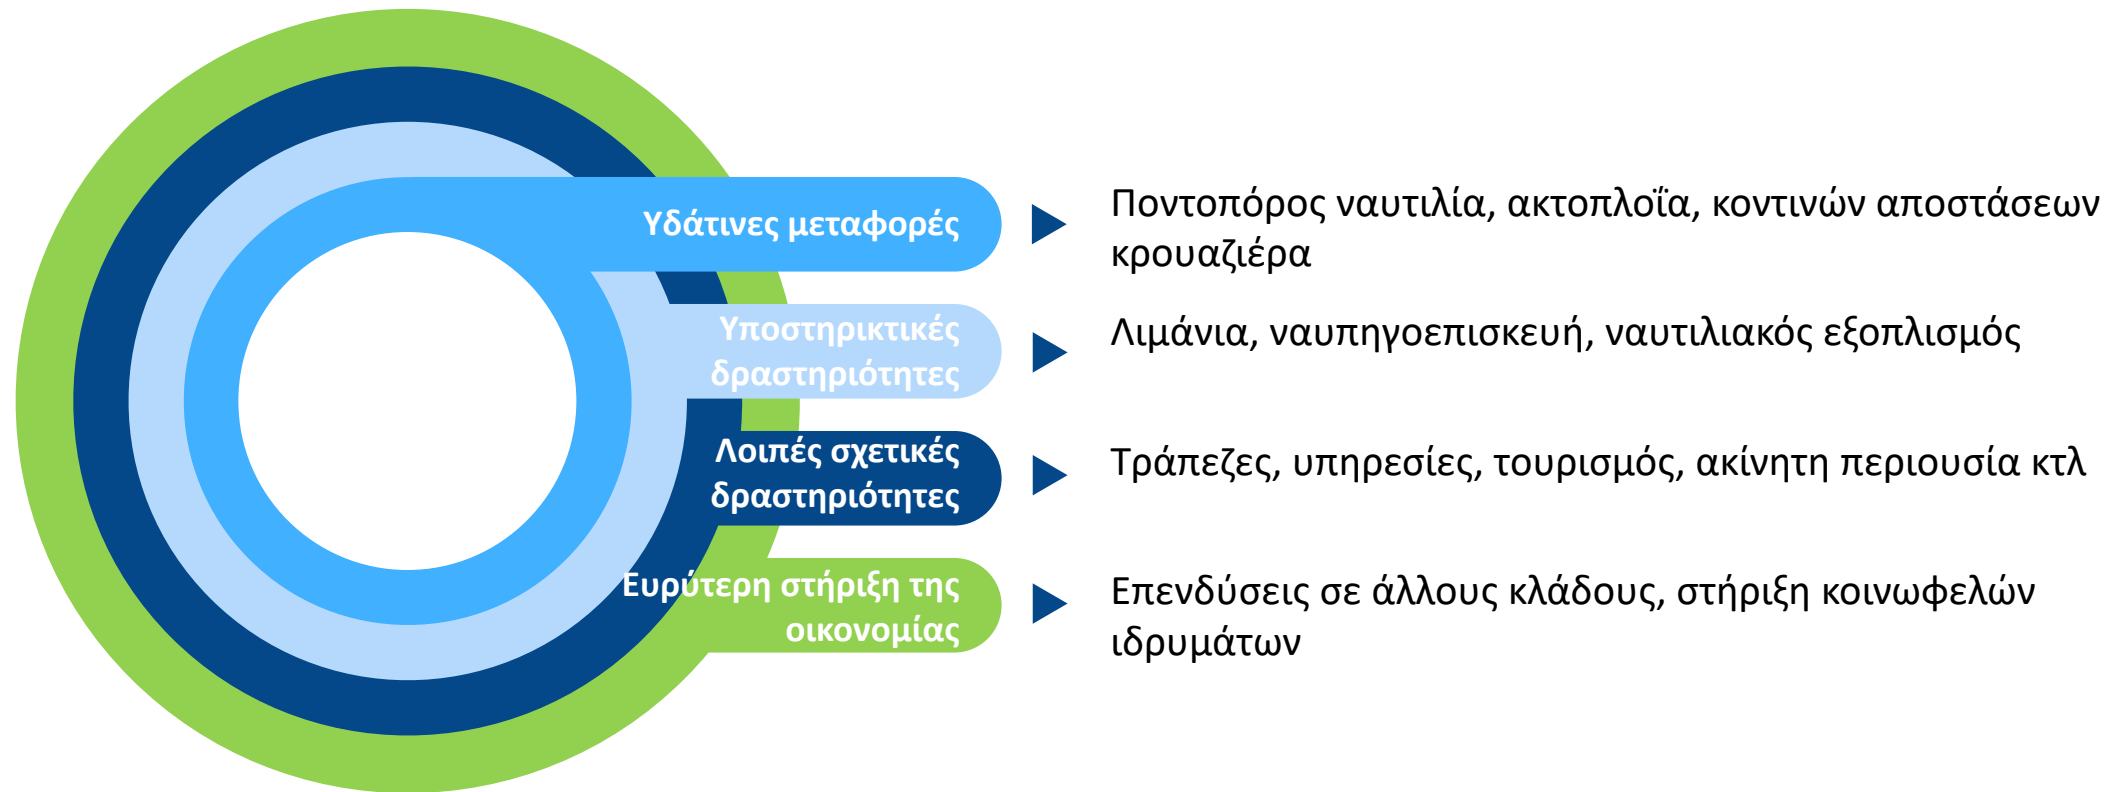 Υδάτινες μεταφορές
Ποντοπόρος ναυτιλία, ακτοπλοΐα, κοντινών αποστάσεων
κρουαζιέρα
Υποστηρικτικές
δραστηριότητες
Λιμάνια, ναυπηγοεπισκευή, ναυτιλιακός εξοπλισμός
Λοιπές σχετικές
δραστηριότητες
Τράπεζες, υπηρεσίες, τουρισμός, ακίνητη περιουσία κτλ
Ευρύτερη στήριξη της
οικονομίας
Επενδύσεις σε άλλους κλάδους, στήριξη κοινωφελών
ιδρυμάτων